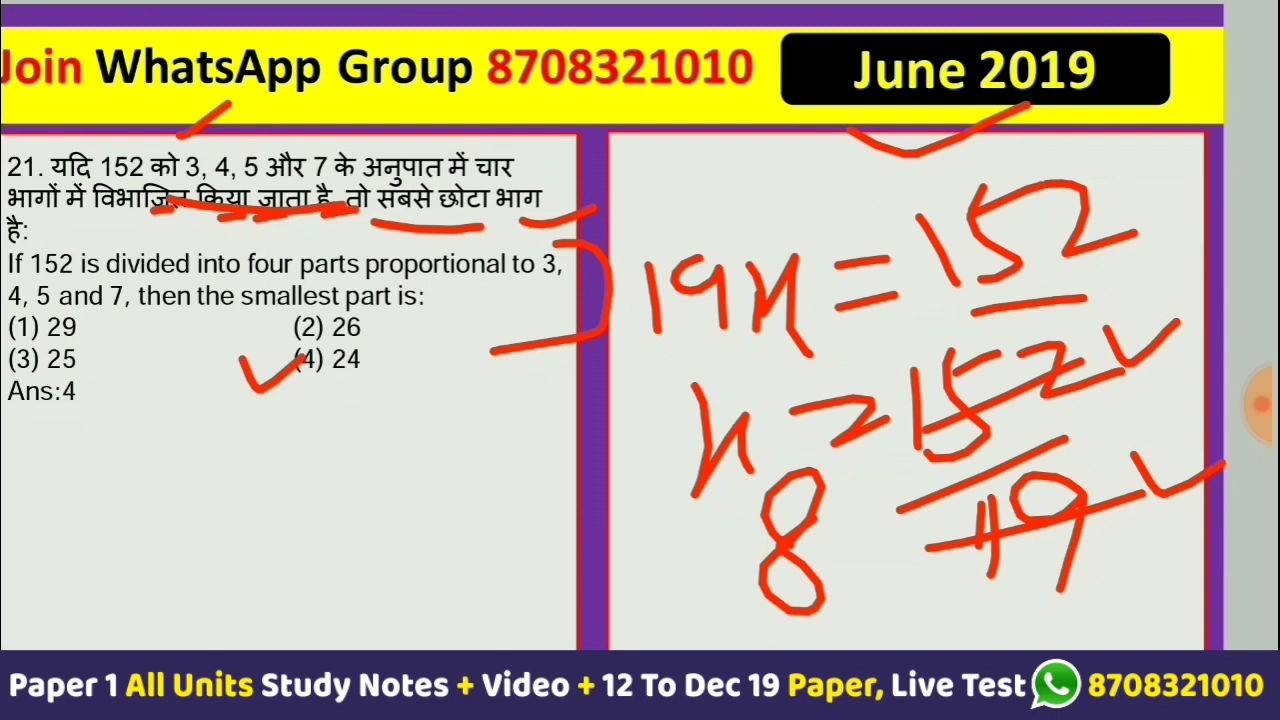 Join WhatsApp Group 8708321010
June 2019
21. यदि 152 को 3, 4, 5 और 7 के अनुपात में चार
भागों में विभाजित किया जाता है, तो सबसे छोटा भाग
है:
If 152 is divided into four parts proportional to 3,
4, 5 and 7, then the smallest part is:
(1) 29 (2) 26
(3) 25 (4) 24
Ans:4
19x = 152
x = 152
19
8
Paper 1 All Units Study Notes + Video + 12 To Dec 19 Paper, Live Test 8708321010